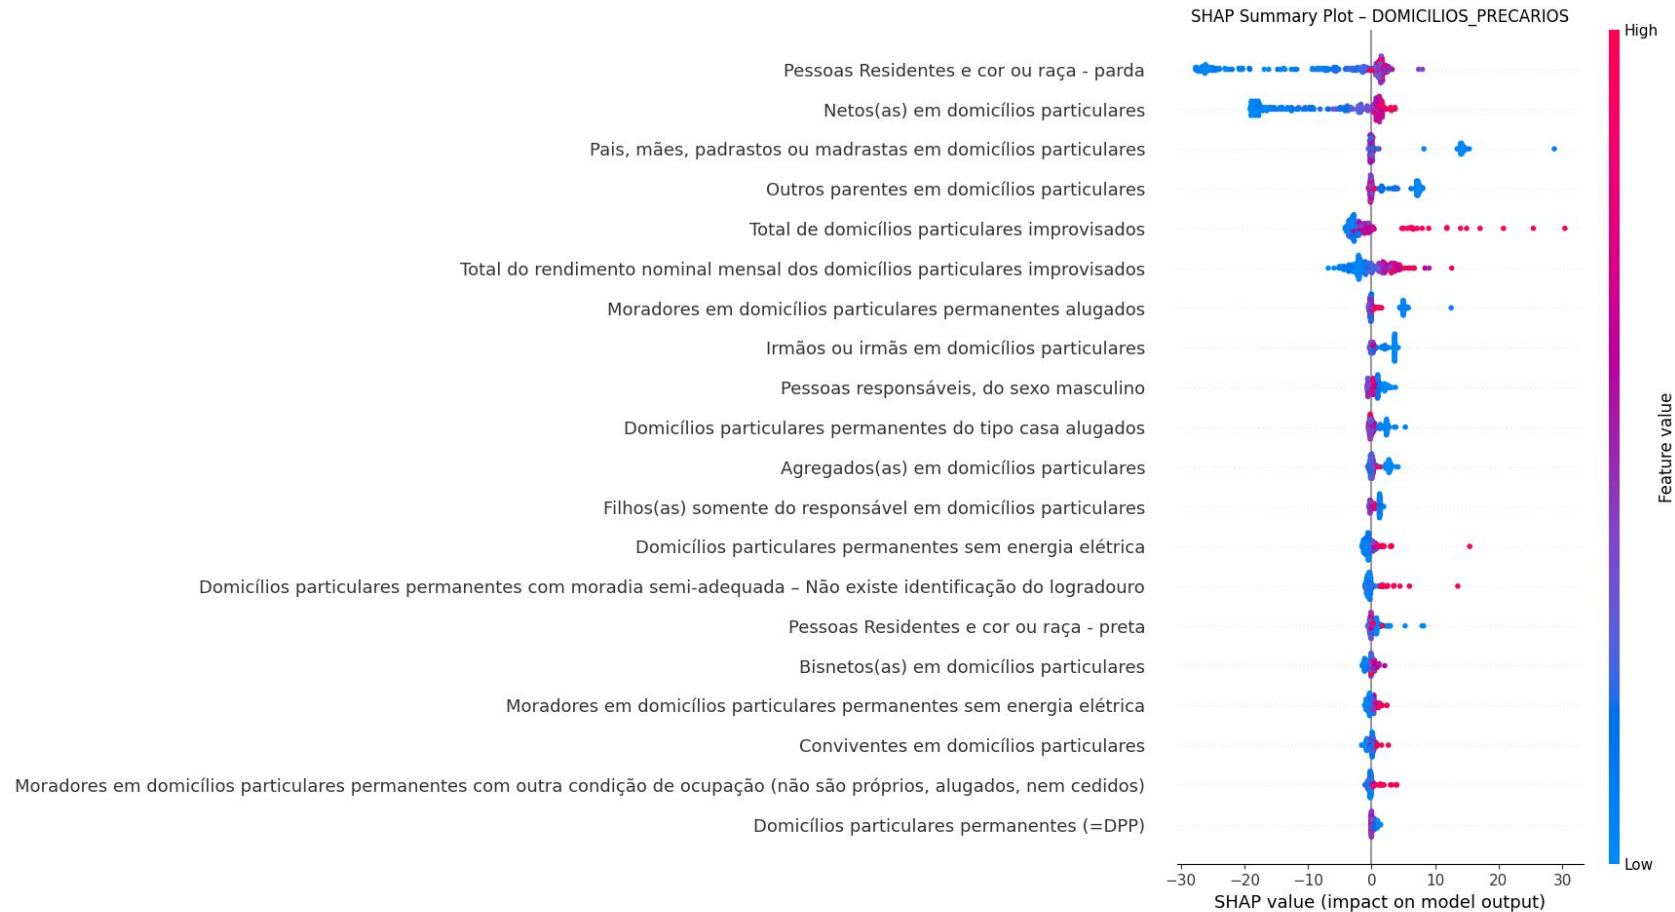 SHAP Summary Plot – DOMICILIOS_PRECARIOS
High
Pessoas Residentes e cor ou raça - parda
Netos(as) em domicílios particulares
Pais, mães, padrastos ou madrastas em domicílios particulares
Outros parentes em domicílios particulares
Total de domicílios particulares improvisados
Total do rendimento nominal mensal dos domicílios particulares improvisados
Moradores em domicílios particulares permanentes alugados
Irmãos ou irmãs em domicílios particulares
Pessoas responsáveis, do sexo masculino
Domicílios particulares permanentes do tipo casa alugados
Agregados(as) em domicílios particulares
Filhos(as) somente do responsável em domicílios particulares
Domicílios particulares permanentes sem energia elétrica
Domicílios particulares permanentes com moradia semi-adequada – Não existe identificação do logradouro
Pessoas Residentes e cor ou raça - preta
Bisnetos(as) em domicílios particulares
Moradores em domicílios particulares permanentes sem energia elétrica
Conviventes em domicílios particulares
Moradores em domicílios particulares permanentes com outra condição de ocupação (não são próprios, alugados, nem cedidos)
Domicílios particulares permanentes (=DPP)
Feature value
Low
−30 −20 −10 0 10 20 30
SHAP value (impact on model output)